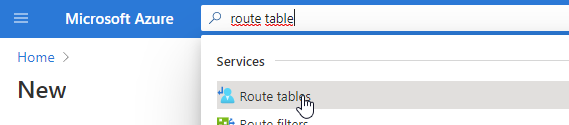 Microsoft Azure
route table
Home
Services
New
Route tables
Route filters